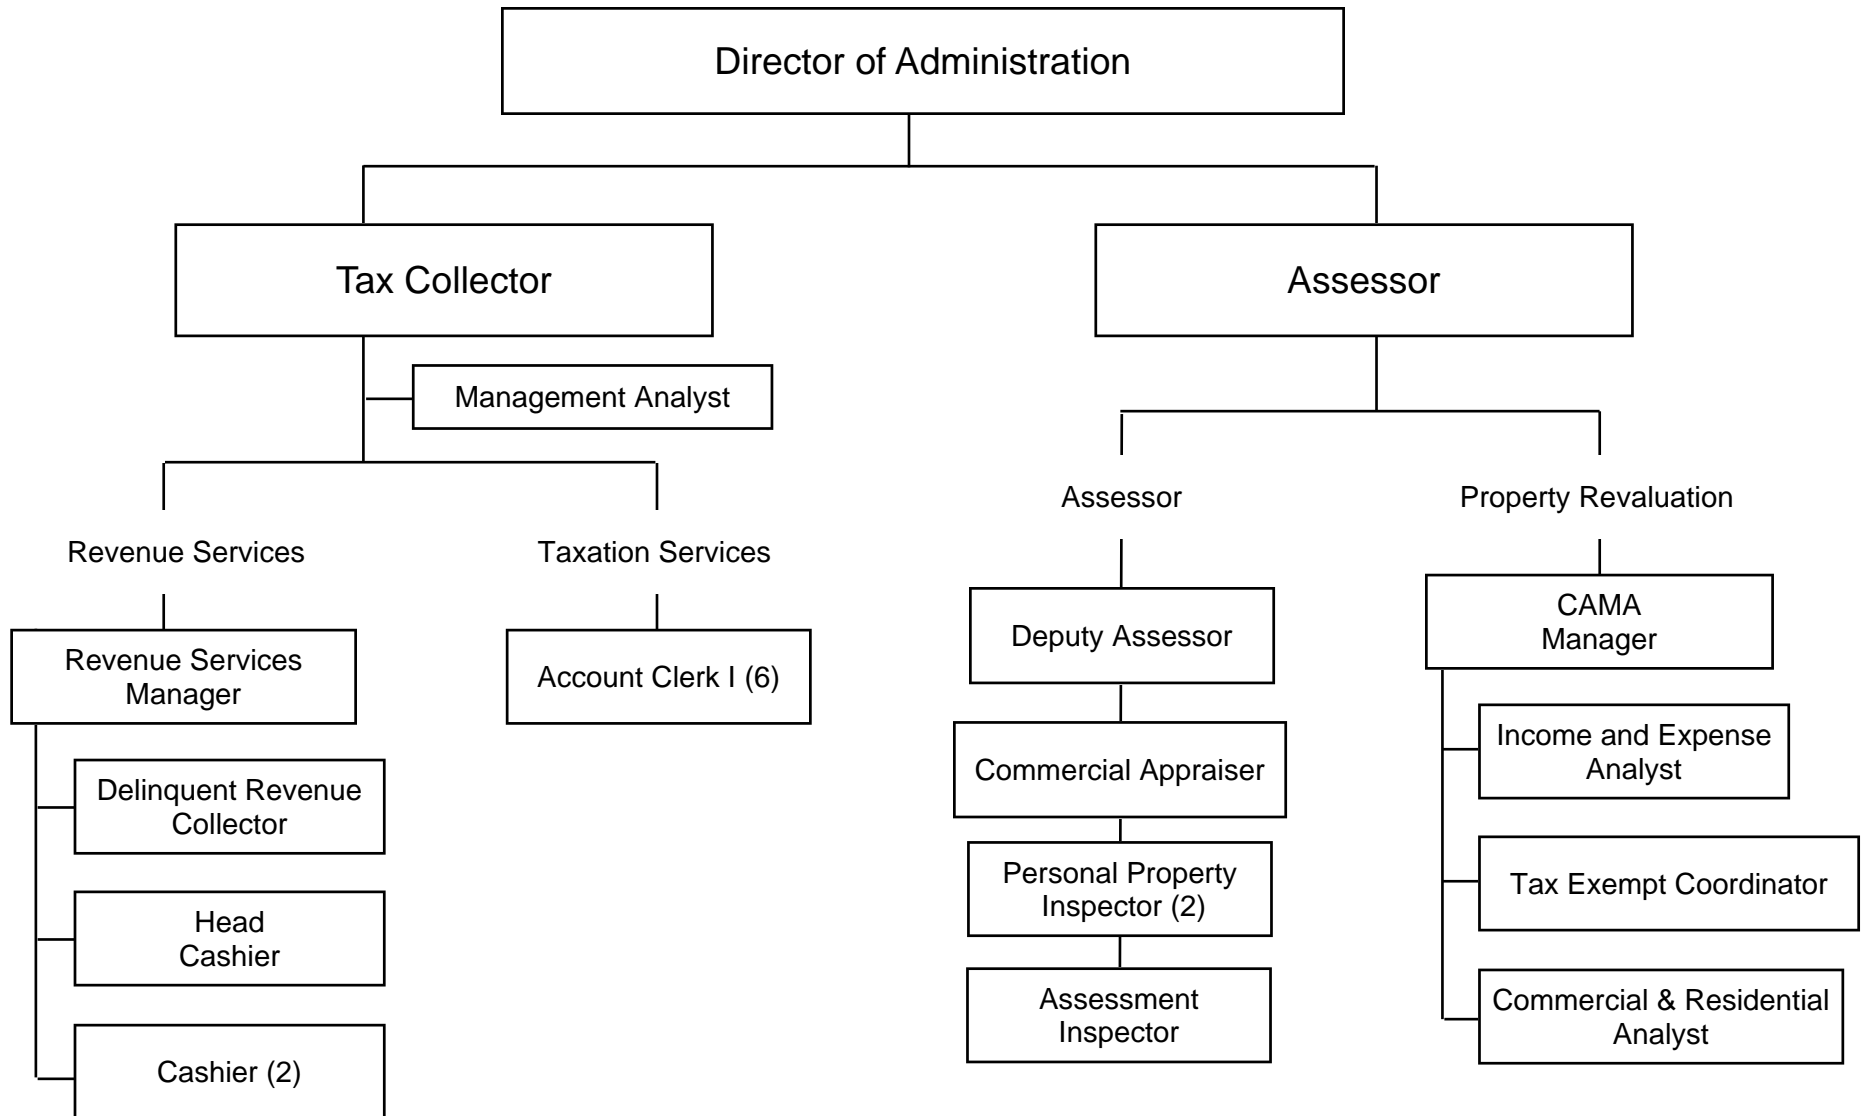 Director of Administration
Tax Collector
Assessor
Management Analyst
Revenue Services
Taxation Services
Revenue Services
Manager
Account Clerk I (6)
Delinquent Revenue
Collector
Head
Cashier
Cashier (2)
Assessor
Property Revaluation
Deputy Assessor
Commercial Appraiser
Personal Property
Inspector (2)
Assessment
Inspector
CAMA
Manager
Income and Expense
Analyst
Tax Exempt Coordinator
Commercial & Residential
Analyst